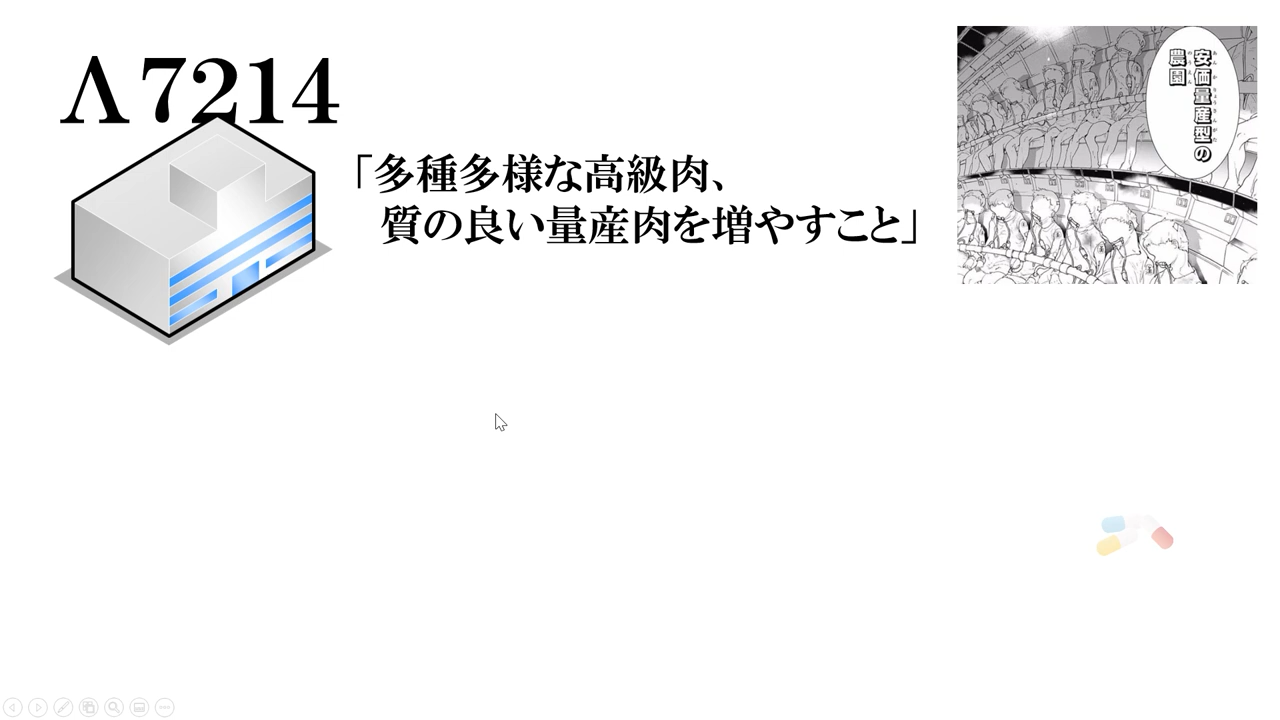 Λ7214
「多種多様な高級肉、
質の良い量産肉を増やすこと」
安価量産型の
農園